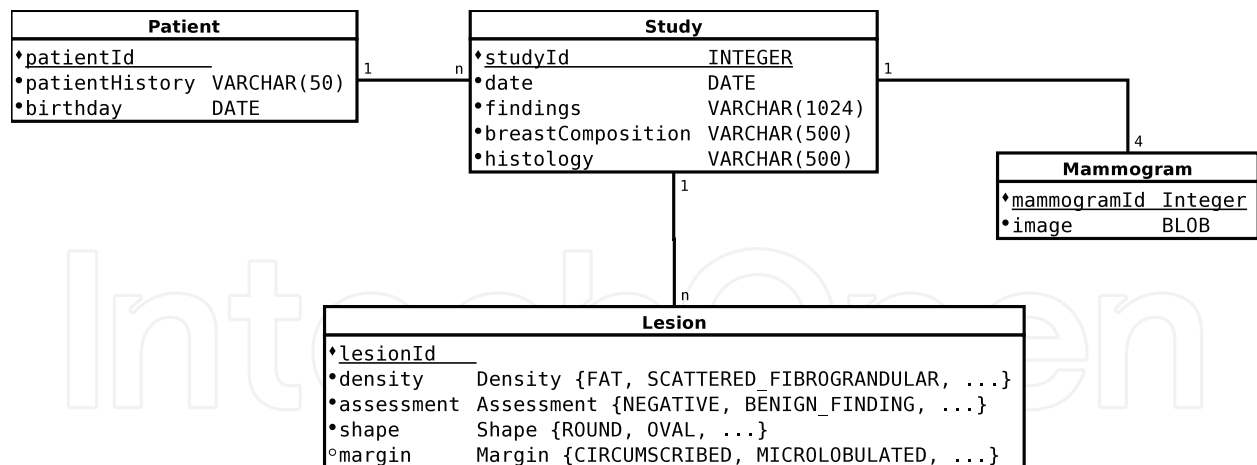 Patient
patientId
patientHistory VARCHAR(50)
birthday DATE
1
n
Study
studyId INTEGER
date DATE
findings VARCHAR(1024)
breastComposition VARCHAR(500)
histology VARCHAR(500)
1
4
Mammogram
mammogramId Integer
image BLOB
1
n
Lesion
lesionId
density Density {FAT, SCATTERED_FIBROGRANDULAR, ...}
assessment Assessment {NEGATIVE, BENIGN_FINDING, ...}
shape Shape {ROUND, OVAL, ...}
margin Margin {CIRCUMSCRIBED, MICROLOBULATED, ...}
IntechOpen